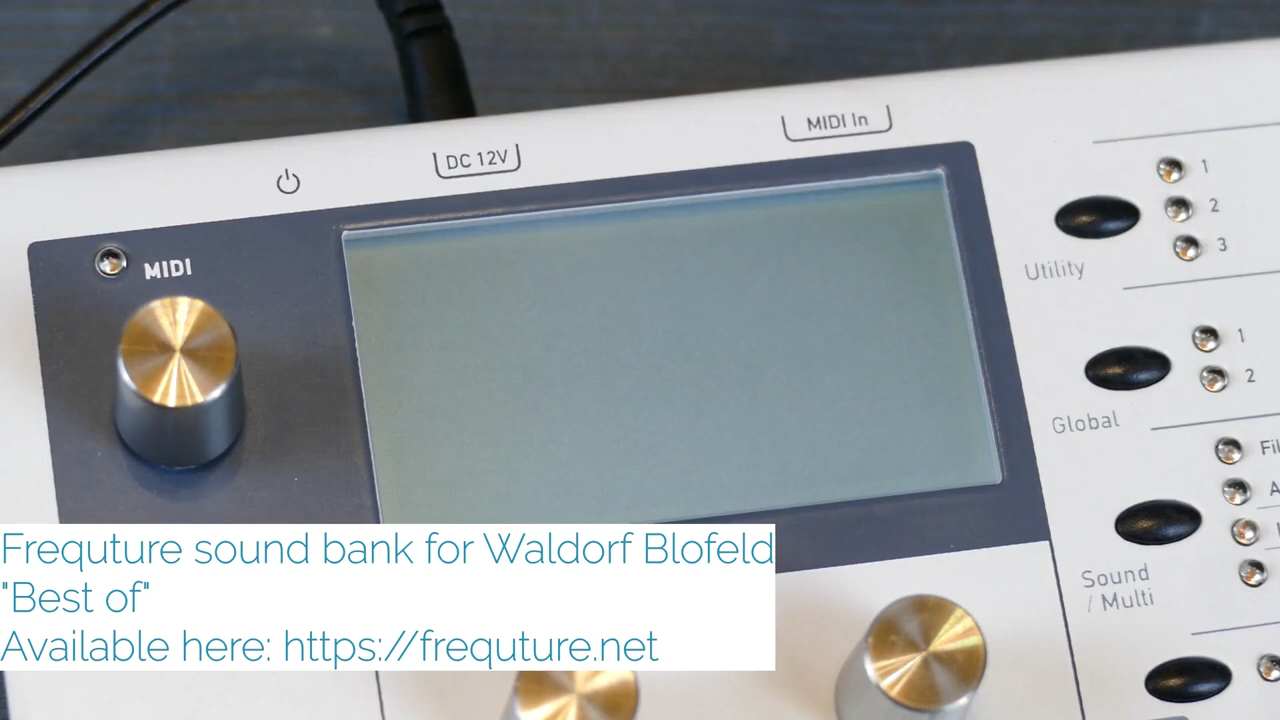 DC 12V
MIDI In
MIDI
1
2
3
Utility
1
2
Global
Fil
A
Sound
/ Multi
Frequture sound bank for Waldorf Blofeld
"Best of"
Available here: https://frequture.net